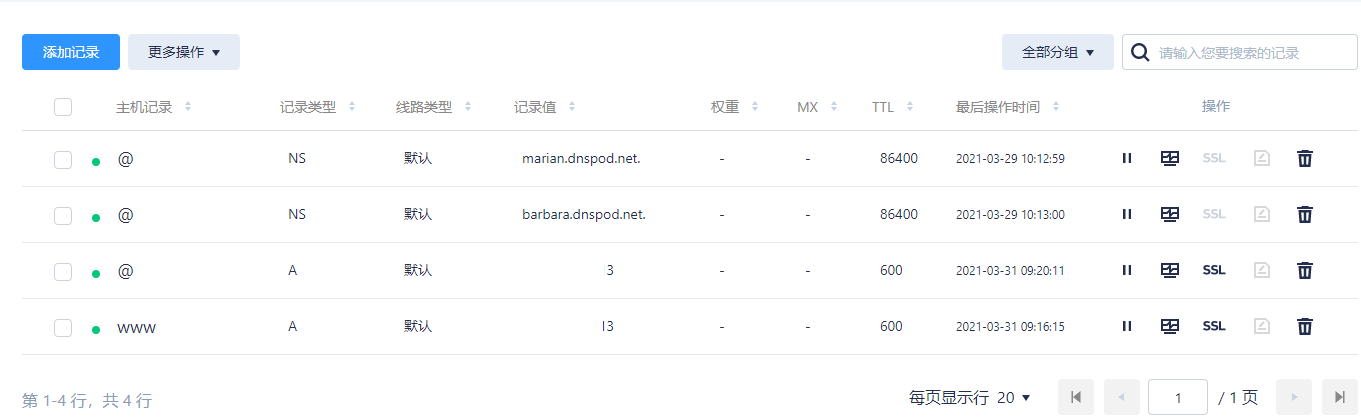 添加记录 更多操作 全部分组 请输入您要搜索的记录
主机记录 记录类型 线路类型 记录值 权重 MX TTL 最后操作时间 操作
@ NS 默认 marian.dnspod.net. - - 86400 2021-03-29 10:12:59 SSL
@ NS 默认 barbara.dnspod.net. - - 86400 2021-03-29 10:13:00 SSL
@ A 默认 3 - - 600 2021-03-31 09:20:11 SSL
www A 默认 13 - - 600 2021-03-31 09:16:15 SSL
第 1-4 行，共 4 行 每页显示行 20 1 / 1 页